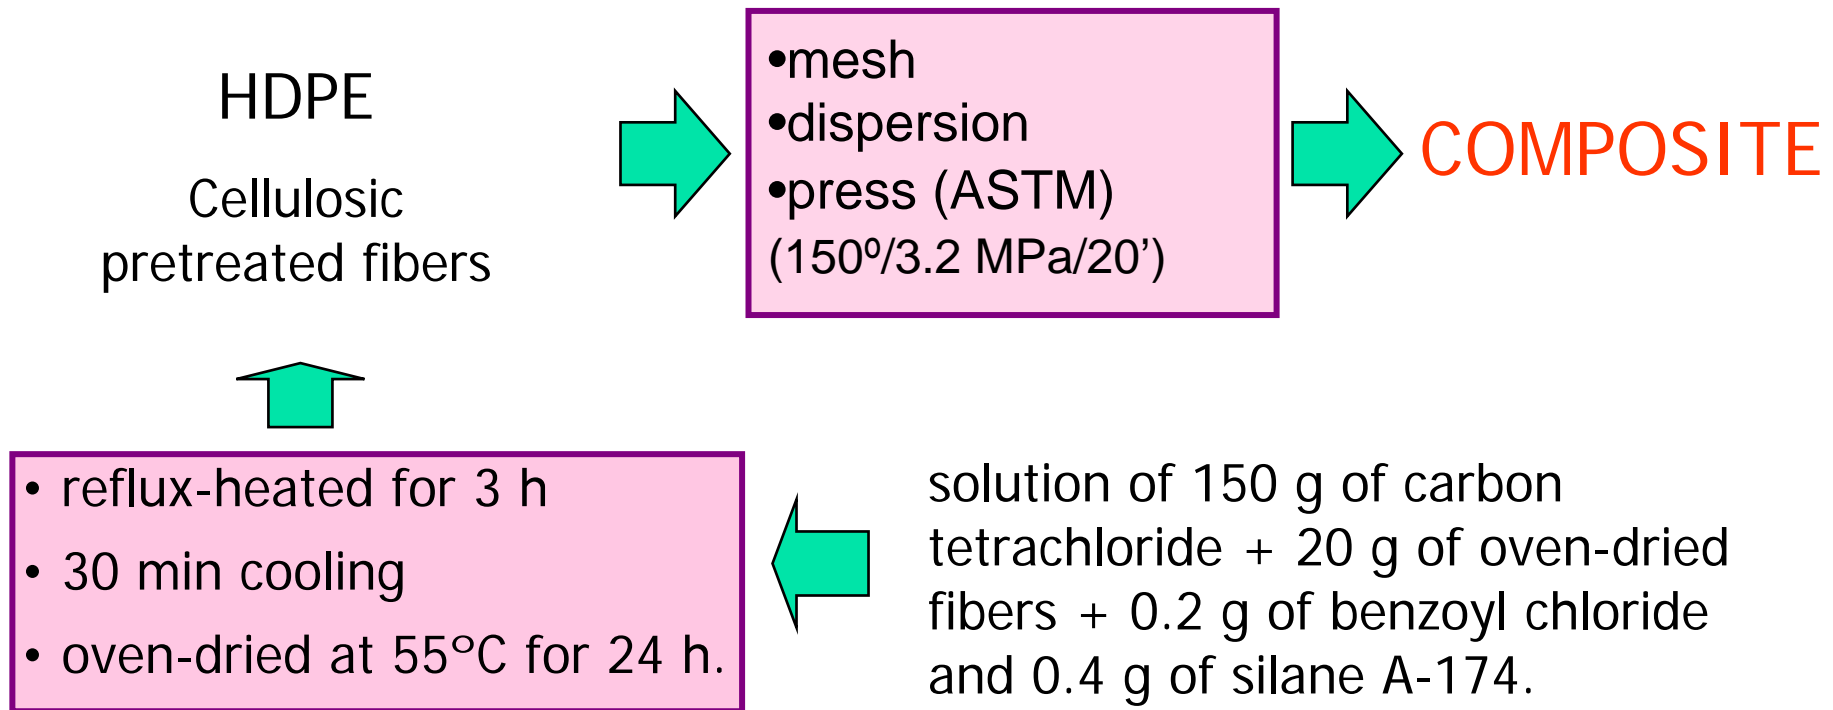 HDPE
Cellulosic
pretreated fibers
•mesh
•dispersion
•press (ASTM)
(150º/3.2 MPa/20’)
COMPOSITE
• reflux-heated for 3 h
• 30 min cooling
• oven-dried at 55ºC for 24 h.
solution of 150 g of carbon
tetrachloride + 20 g of oven-dried
fibers + 0.2 g of benzoyl chloride
and 0.4 g of silane A-174.